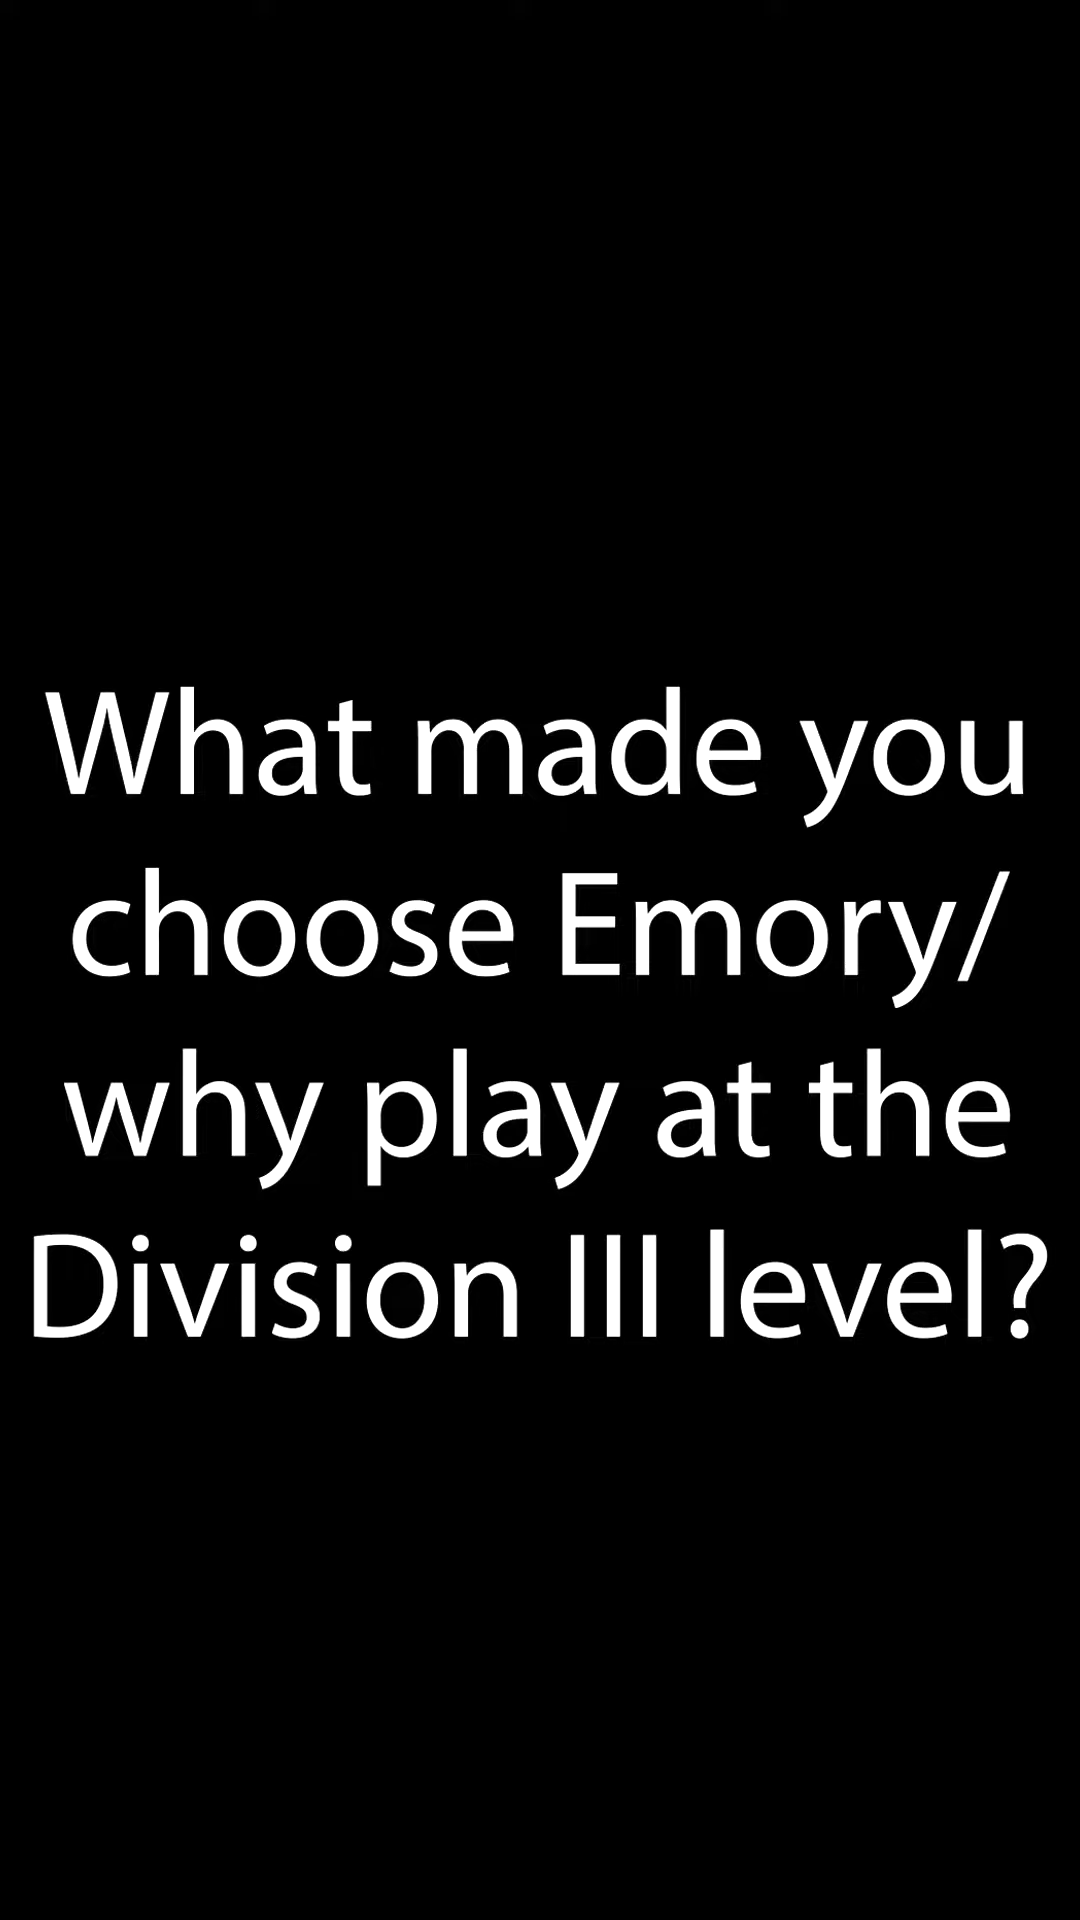 What made you
choose Emory/
why play at the
Division III level?